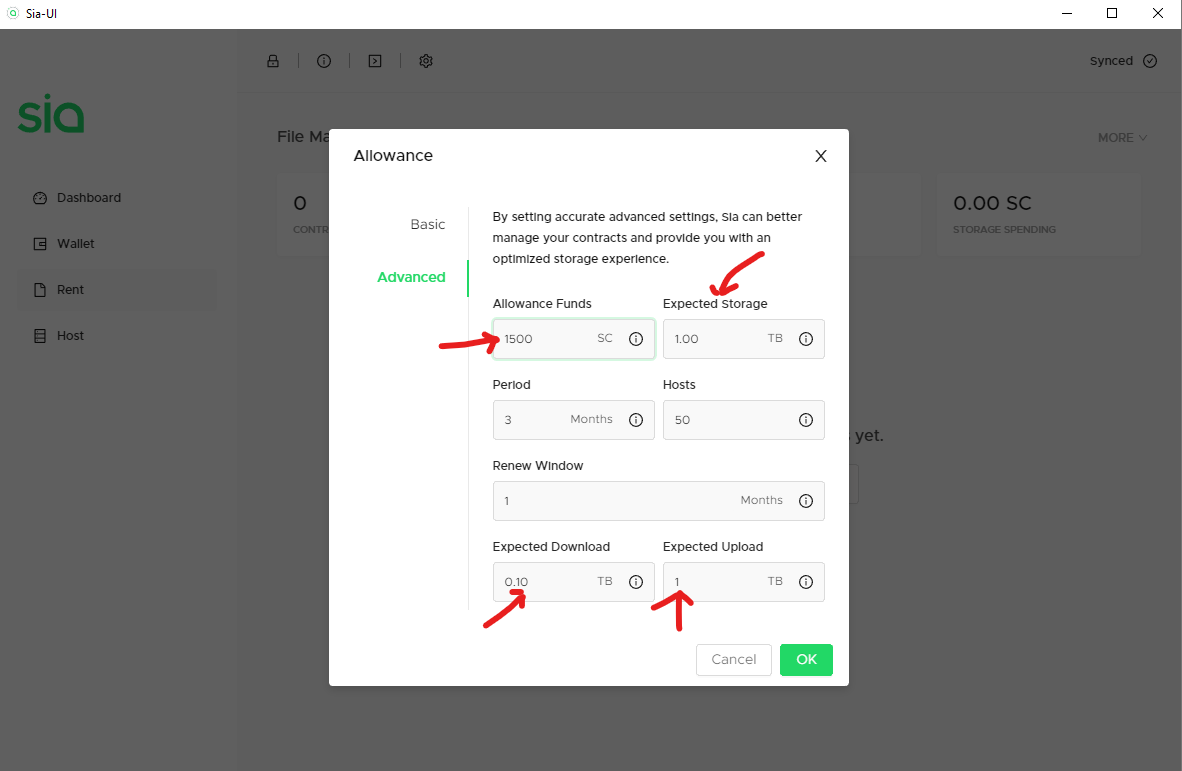 Sia-UI
Synced
sia
File Ma
MORE
Allowance
X
Dashboard
Wallet
Rent
Host
0
CONTR
0.00 SC
STORAGE SPENDING
Basic
Advanced
By setting accurate advanced settings, Sia can better
manage your contracts and provide you with an
optimized storage experience.
Allowance Funds
Expected Storage
1500 SC
1.00 TB
Period
Hosts
3 Months
50
yet.
Renew Window
1 Months
Expected Download
Expected Upload
0.10 TB
1 TB
Cancel
OK